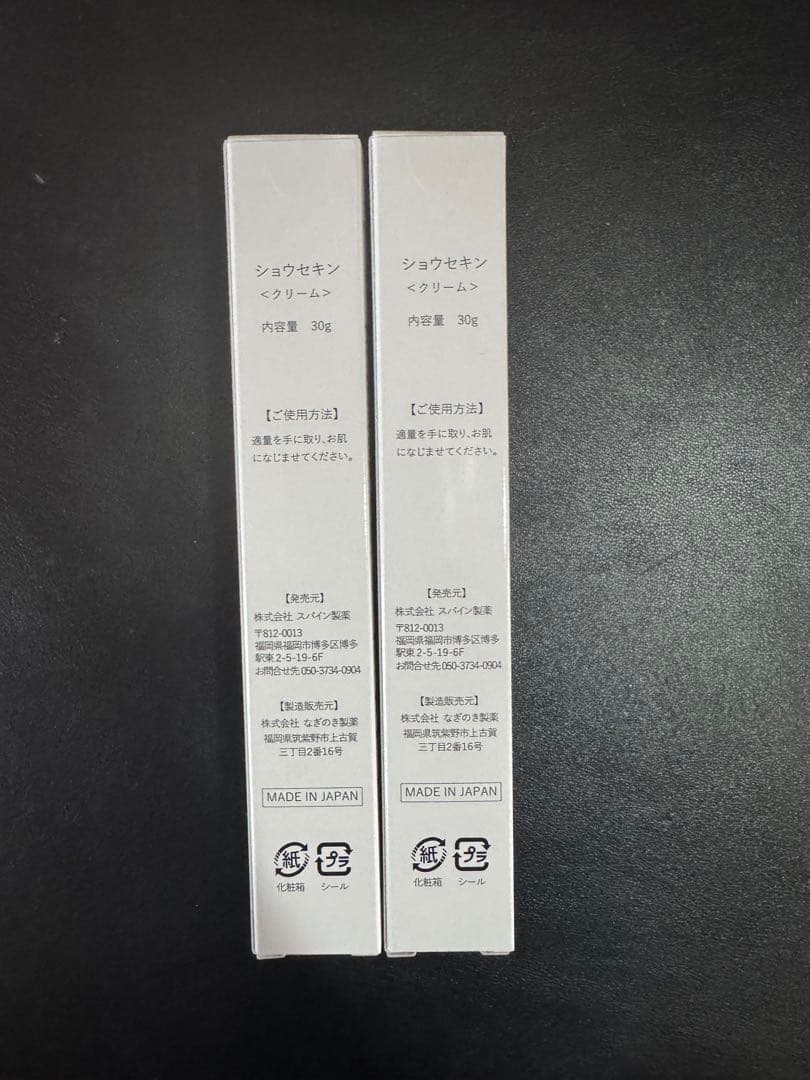 ショウセキン
＜クリーム＞
内容量　30g
【ご使用方法】
適量を手に取り、お肌
になじませてください。
【発売元】
株式会社 スパイン製薬
〒812-0013
福岡県福岡市博多区博多
駅東2-5-19-6F
お問合せ先 050-3734-0904
【製造販売元】
株式会社 なぎのき製薬
福岡県筑紫野市上古賀
三丁目2番16号
MADE IN JAPAN
紙 プラ
化粧箱 シール
ショウセキン
＜クリーム＞
内容量　30g
【ご使用方法】
適量を手に取り、お肌
になじませてください。
【発売元】
株式会社 スパイン製薬
〒812-0013
福岡県福岡市博多区博多
駅東2-5-19-6F
お問合せ先 050-3734-0904
【製造販売元】
株式会社 なぎのき製薬
福岡県筑紫野市上古賀
三丁目2番16号
MADE IN JAPAN
紙 プラ
化粧箱 シール